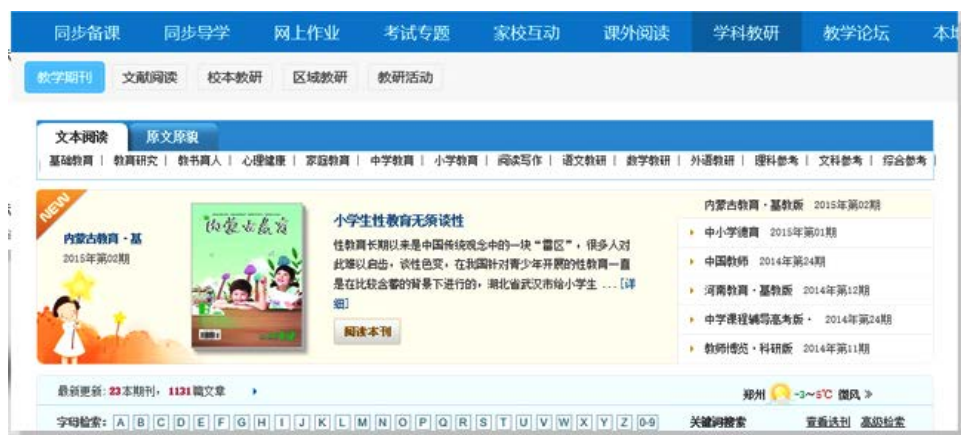 同步备课 同步导学 网上作业 考试专题 家校互动 课外阅读 学科教研 教学论坛 本地
教学期刊 文献阅读 校本教研 区域教研 教研活动
文本阅读 原文原貌
基础教育 | 教育研究 | 教书育人 | 心理健康 | 家庭教育 | 中学教育 | 小学教育 | 阅读写作 | 语文教研 | 数学教研 | 外语教研 | 理科参考 | 文科参考 | 综合参考 |
NEW
内蒙古教育·基
2015年第02期
内蒙古教育
小学生性教育无须谈性
性教育长期以来是中国传统观念中的一块“雷区”，很多人对
此难以启齿，谈性色变，在我国针对青少年开展的性教育一直
是在比较含蓄的背景下进行的，湖北省武汉市给小学生 ...[详
细]
阅读本刊
内蒙古教育·基教版 2015年第02期
中小学德育 2015年第01期
中国教师 2014年第24期
河南教育·基教版 2014年第12期
中学课程辅导高考版· 2014年第24期
教师博览·科研版 2014年第11期
最新更新: 23本期刊，1131篇文章
郑州 -3~5℃ 微风 »
字母检索: A B C D E F G H I J K L M N O P Q R S T U V W X Y Z 0-9 关键词搜索 查看选刊 高级检索